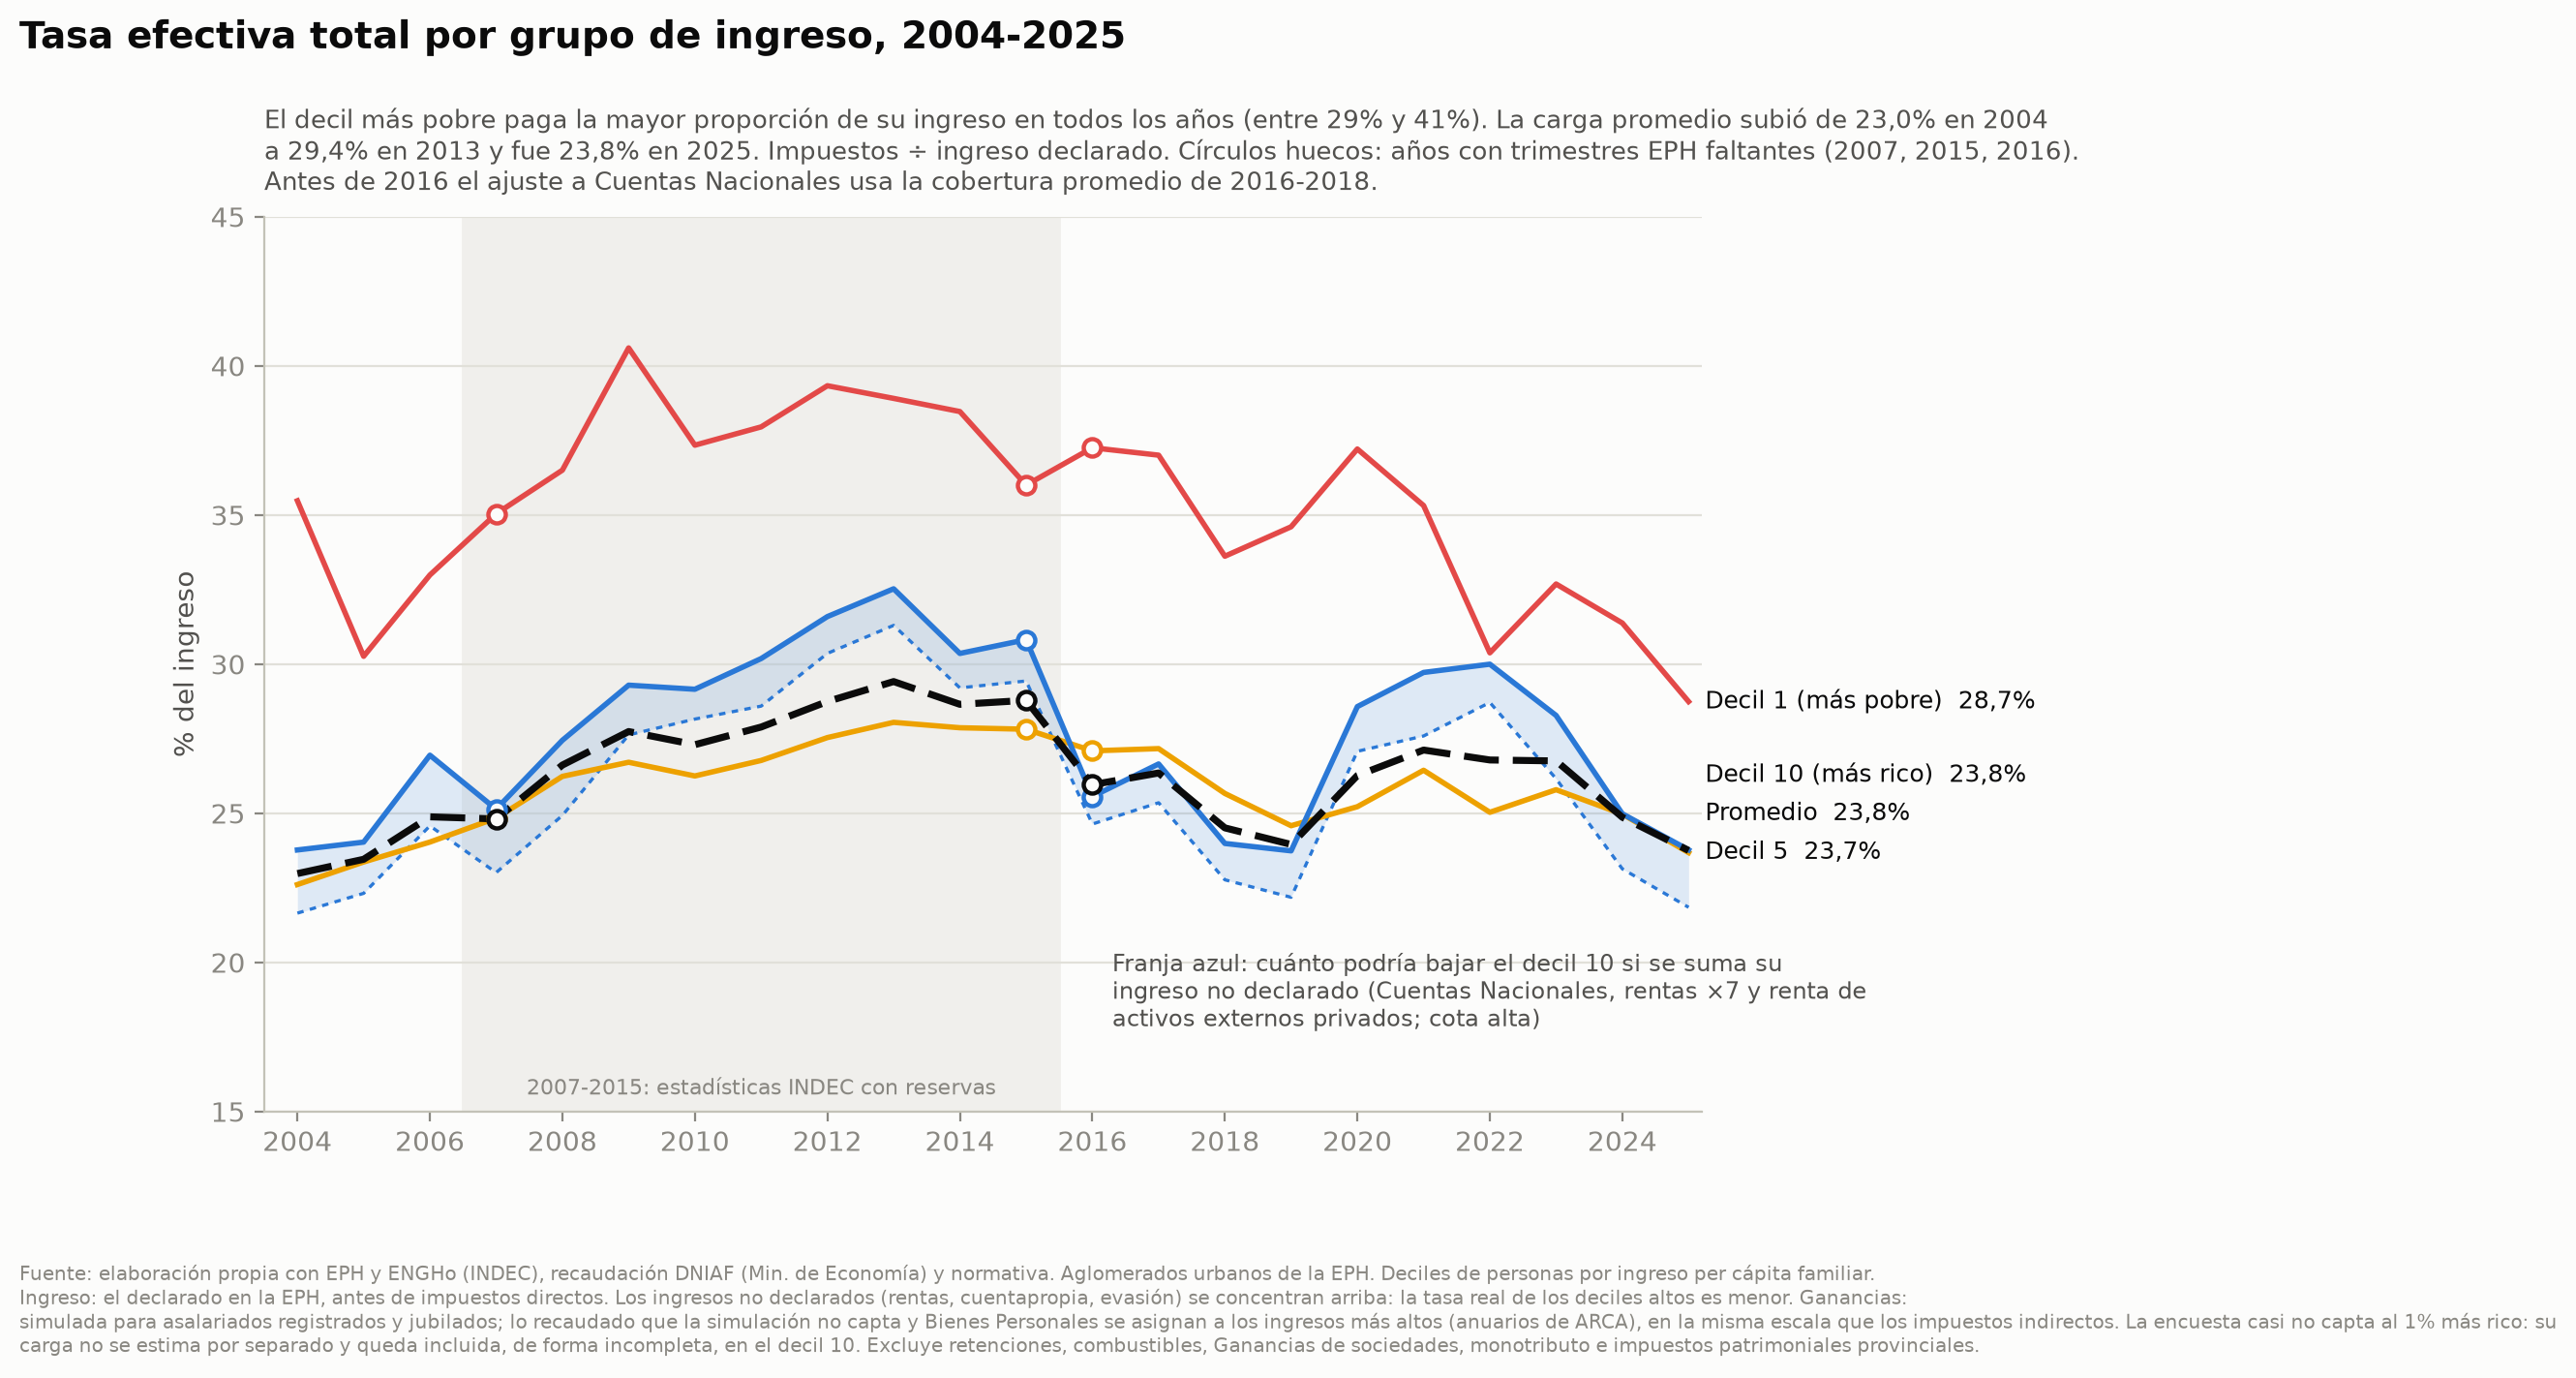 Tasa efectiva total por grupo de ingreso, 2004-2025
El decil más pobre paga la mayor proporción de su ingreso en todos los años (entre 29% y 41%). La carga promedio subió de 23,0% en 2004
a 29,4% en 2013 y fue 23,8% en 2025. Impuestos ÷ ingreso declarado. Círculos huecos: años con trimestres EPH faltantes (2007, 2015, 2016).
Antes de 2016 el ajuste a Cuentas Nacionales usa la cobertura promedio de 2016-2018.
45
40
35
30
25
20
15
% del ingreso
Decil 1 (más pobre) 28,7%
Decil 10 (más rico) 23,8%
Promedio 23,8%
Decil 5 23,7%
Franja azul: cuánto podría bajar el decil 10 si se suma su
ingreso no declarado (Cuentas Nacionales, rentas ×7 y renta de
activos externos privados; cota alta)
2007-2015: estadísticas INDEC con reservas
2004 2006 2008 2010 2012 2014 2016 2018 2020 2022 2024
Fuente: elaboración propia con EPH y ENGHo (INDEC), recaudación DNIAF (Min. de Economía) y normativa. Aglomerados urbanos de la EPH. Deciles de personas por ingreso per cápita familiar.
Ingreso: el declarado en la EPH, antes de impuestos directos. Los ingresos no declarados (rentas, cuentapropia, evasión) se concentran arriba: la tasa real de los deciles altos es menor. Ganancias:
simulada para asalariados registrados y jubilados; lo recaudado que la simulación no capta y Bienes Personales se asignan a los ingresos más altos (anuarios de ARCA), en la misma escala que los impuestos indirectos. La encuesta casi no capta al 1% más rico: su
carga no se estima por separado y queda incluida, de forma incompleta, en el decil 10. Excluye retenciones, combustibles, Ganancias de sociedades, monotributo e impuestos patrimoniales provinciales.